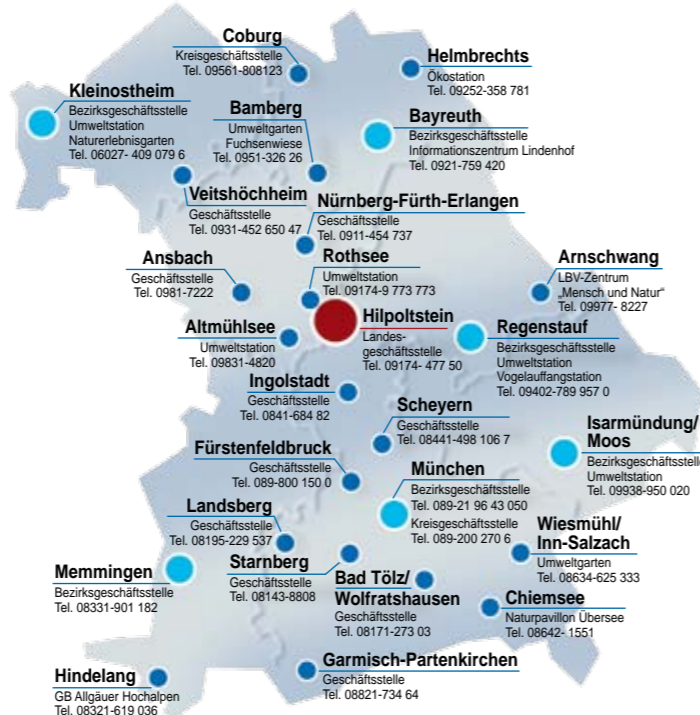 Coburg
Kreisgeschäftsstelle
Tel. 09561-808123
Helmbrechts
Ökostation
Tel. 09252-358 781
Kleinostheim
Bezirksgeschäftsstelle
Umweltstation
Naturerlebnisgarten
Tel. 06027- 409 079 6
Bamberg
Umweltgarten
Fuchsenwiese
Tel. 0951-326 26
Bayreuth
Bezirksgeschäftsstelle
Informationszentrum Lindenhof
Tel. 0921-759 420
Veitshöchheim
Geschäftsstelle
Tel. 0931-452 650 47
Nürnberg-Fürth-Erlangen
Geschäftsstelle
Tel. 0911-454 737
Ansbach
Geschäftsstelle
Tel. 0981-7222
Rothsee
Umweltstation
Tel. 09174-9 773 773
Arnschwang
LBV-Zentrum
„Mensch und Natur“
Tel. 09977- 8227
Altmühlsee
Umweltstation
Tel. 09831-4820
Hilpoltstein
Landes-
geschäftsstelle
Tel. 09174- 477 50
Regenstauf
Bezirksgeschäftsstelle
Umweltstation
Vogelauffangstation
Tel. 09402-789 957 0
Ingolstadt
Geschäftsstelle
Tel. 0841-684 82
Scheyern
Geschäftsstelle
Tel. 08441-498 106 7
Isarmündung/
Moos
Bezirksgeschäftsstelle
Umweltstation
Tel. 09938-950 020
Fürstenfeldbruck
Geschäftsstelle
Tel. 089-800 150 0
München
Bezirksgeschäftsstelle
Tel. 089-21 96 43 050
Kreisgeschäftsstelle
Tel. 089-200 270 6
Landsberg
Geschäftsstelle
Tel. 08195-229 537
Wiesmühl/
Inn-Salzach
Umweltgarten
Tel. 08634-625 333
Memmingen
Bezirksgeschäftsstelle
Tel. 08331-901 182
Starnberg
Geschäftsstelle
Tel. 08143-8808
Bad Tölz/
Wolfratshausen
Geschäftsstelle
Tel. 08171-273 03
Chiemsee
Naturpavillon Übersee
Tel. 08642- 1551
Hindelang
GB Allgäuer Hochalpen
Tel. 08321-619 036
Garmisch-Partenkirchen
Geschäftsstelle
Tel. 08821-734 64